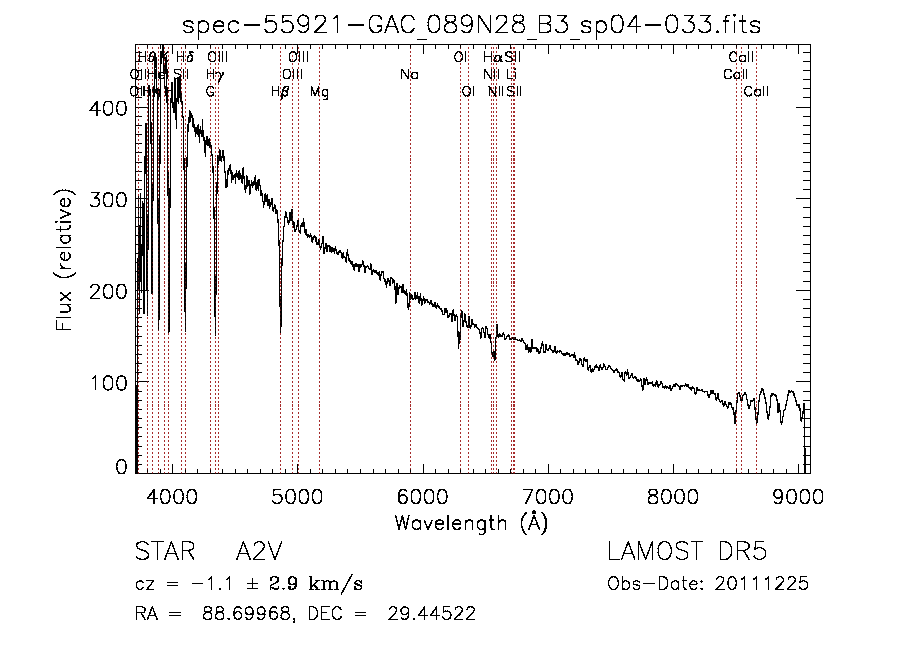 spec-55921-GAC_089N28_B3_sp04-033.fits
Hδ OIII OIII OI Hα SII CaII
OII Hγ OIII Na NII Li CaII
G Hβ Mg OI NII SII CaII
400
300
200
100
0
Flux (relative)
4000 5000 6000 7000 8000 9000
Wavelength (Å)
STAR A2V LAMOST DR5
cz = -1.1 ± 2.9 km/s Obs-Date: 20111225
RA = 88.69968, DEC = 29.44522